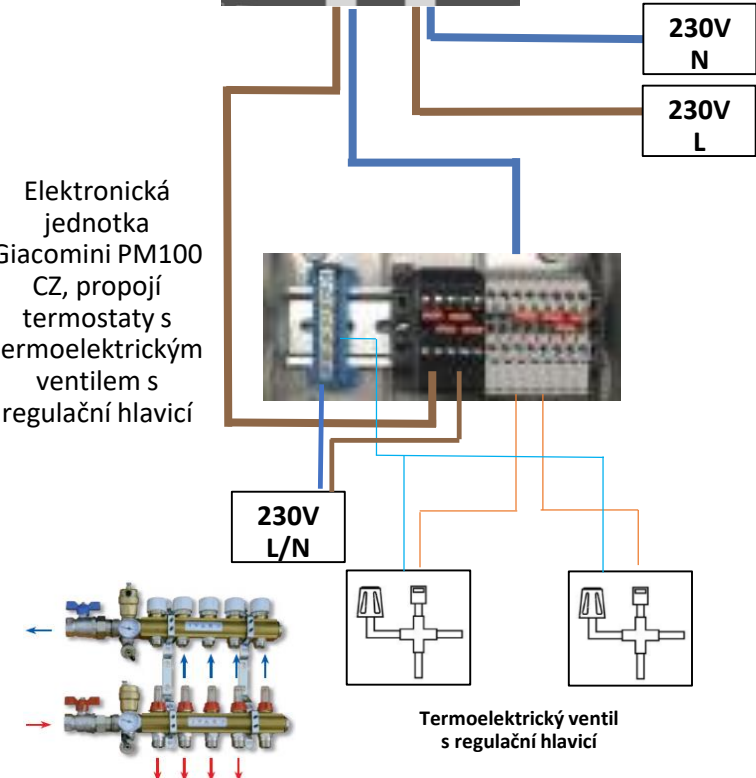 230V
N
230V
L
Elektronická
jednotka
Giacomini PM100
CZ, propojí
termostaty s
termoelektrickým
ventilem s
regulační hlavicí
230V
L/N
Termoelektrický ventil
s regulační hlavicí